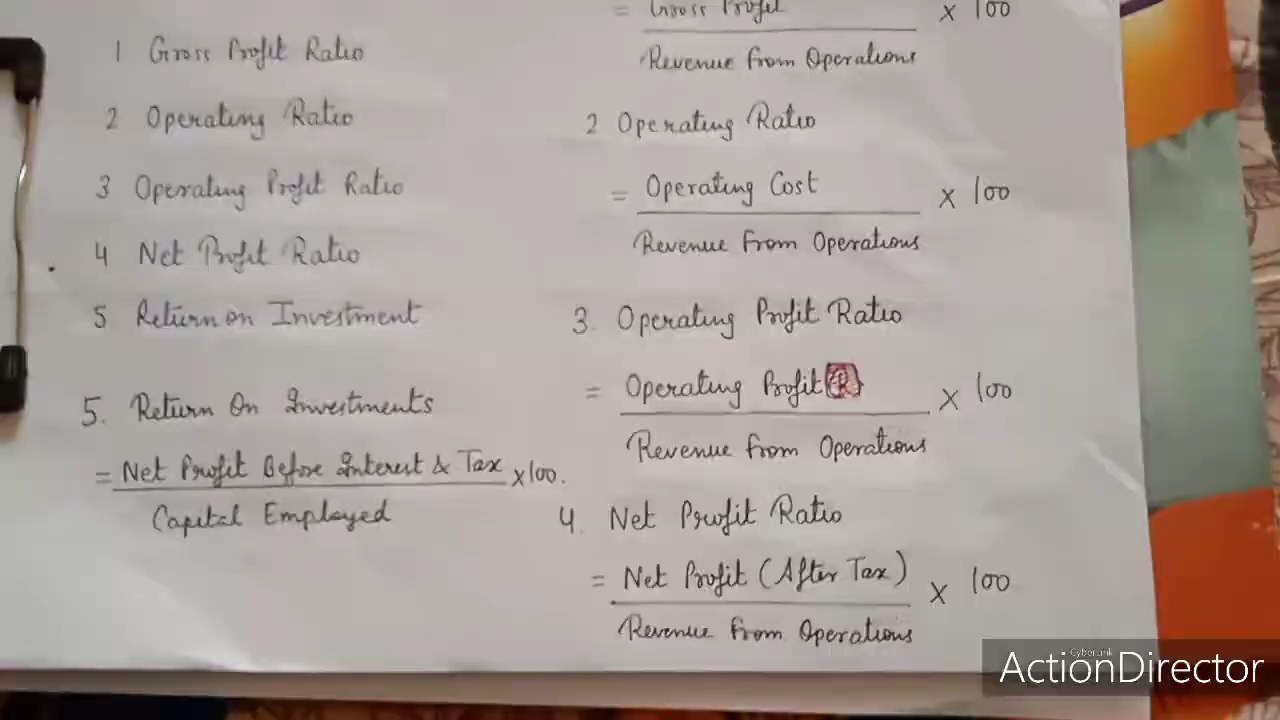 1 Gross Profit Ratio
2 Operating Ratio
3 Operating Profit Ratio
4 Net Profit Ratio
5 Return on Investment
5. Return On Investments
= Net Profit Before Interest & Tax x100.
Capital Employed
= Gross Profit x 100
Revenue from Operations
2 Operating Ratio
= Operating Cost x 100
Revenue from Operations
3. Operating Profit Ratio
= Operating Profit x 100
Revenue from Operations
4. Net Profit Ratio
= Net Profit (After Tax) x 100
Revenue from Operations
CyberLink
ActionDirector